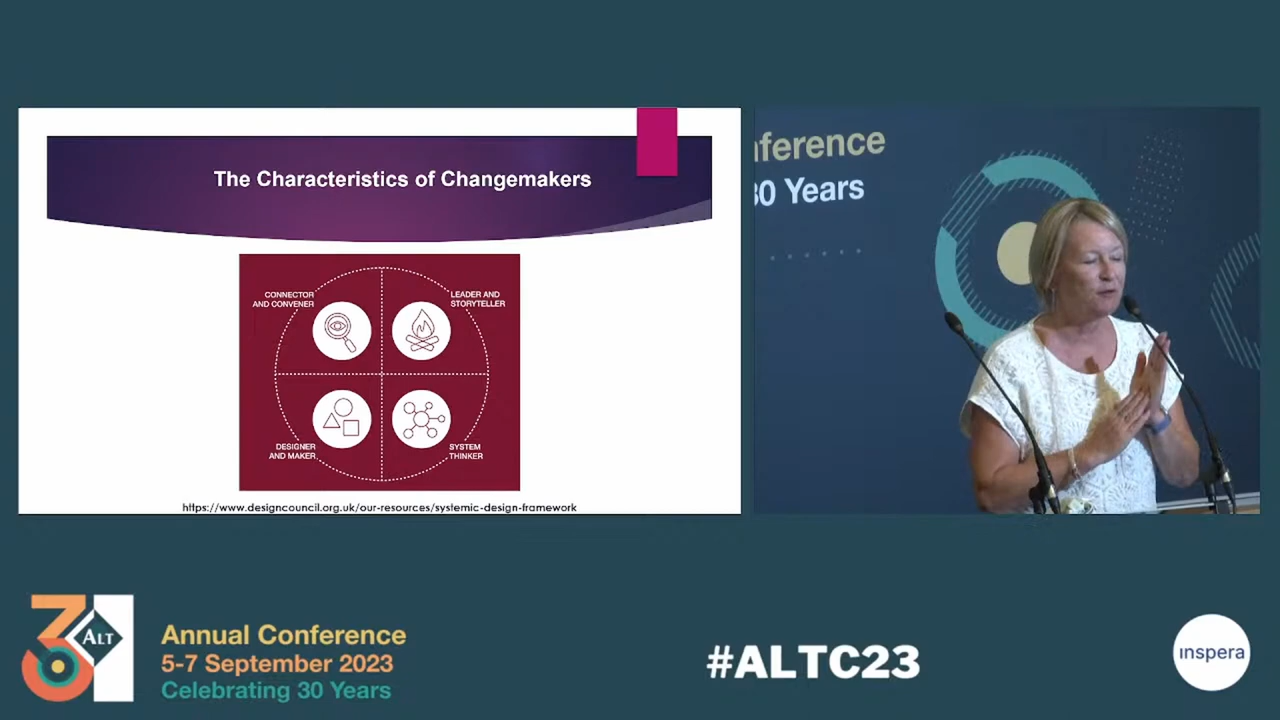 The Characteristics of Changemakers
CONNECTOR
AND CONVENER
LEADER AND
STORYTELLER
DESIGNER
AND MAKER
SYSTEM
THINKER
https://www.designcouncil.org.uk/our-resources/systemic-design-framework
nference
30 Years
ALT
Annual Conference
5-7 September 2023
Celebrating 30 Years
#ALTC23
inspera